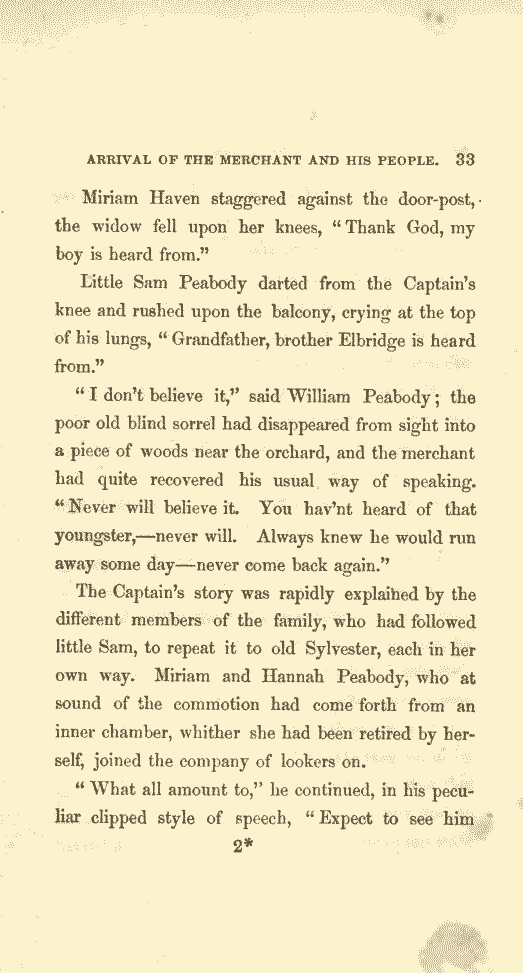 ARRIVAL OF THE MERCHANT AND HIS PEOPLE. 33
Miriam Haven staggered against the door-post,
the widow fell upon her knees, “Thank God, my
boy is heard from.”
Little Sam Peabody darted from the Captain’s
knee and rushed upon the balcony, crying at the top
of his lungs, “Grandfather, brother Elbridge is heard
from.”
“I don’t believe it,” said William Peabody; the
poor old blind sorrel had disappeared from sight into
a piece of woods near the orchard, and the merchant
had quite recovered his usual way of speaking.
“Never will believe it. You hav’nt heard of that
youngster,—never will. Always knew he would run
away some day—never come back again.”
The Captain’s story was rapidly explained by the
different members of the family, who had followed
little Sam, to repeat it to old Sylvester, each in her
own way. Miriam and Hannah Peabody, who at
sound of the commotion had come forth from an
inner chamber, whither she had been retired by her-
self, joined the company of lookers on.
“What all amount to,” he continued, in his pecu-
liar clipped style of speech, “Expect to see him
2*